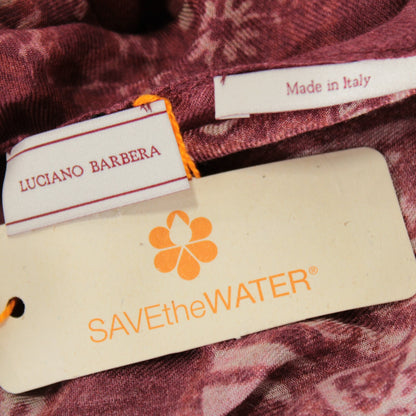 Made in Italy
LUCIANO BARBERA
SAVEtheWATER®